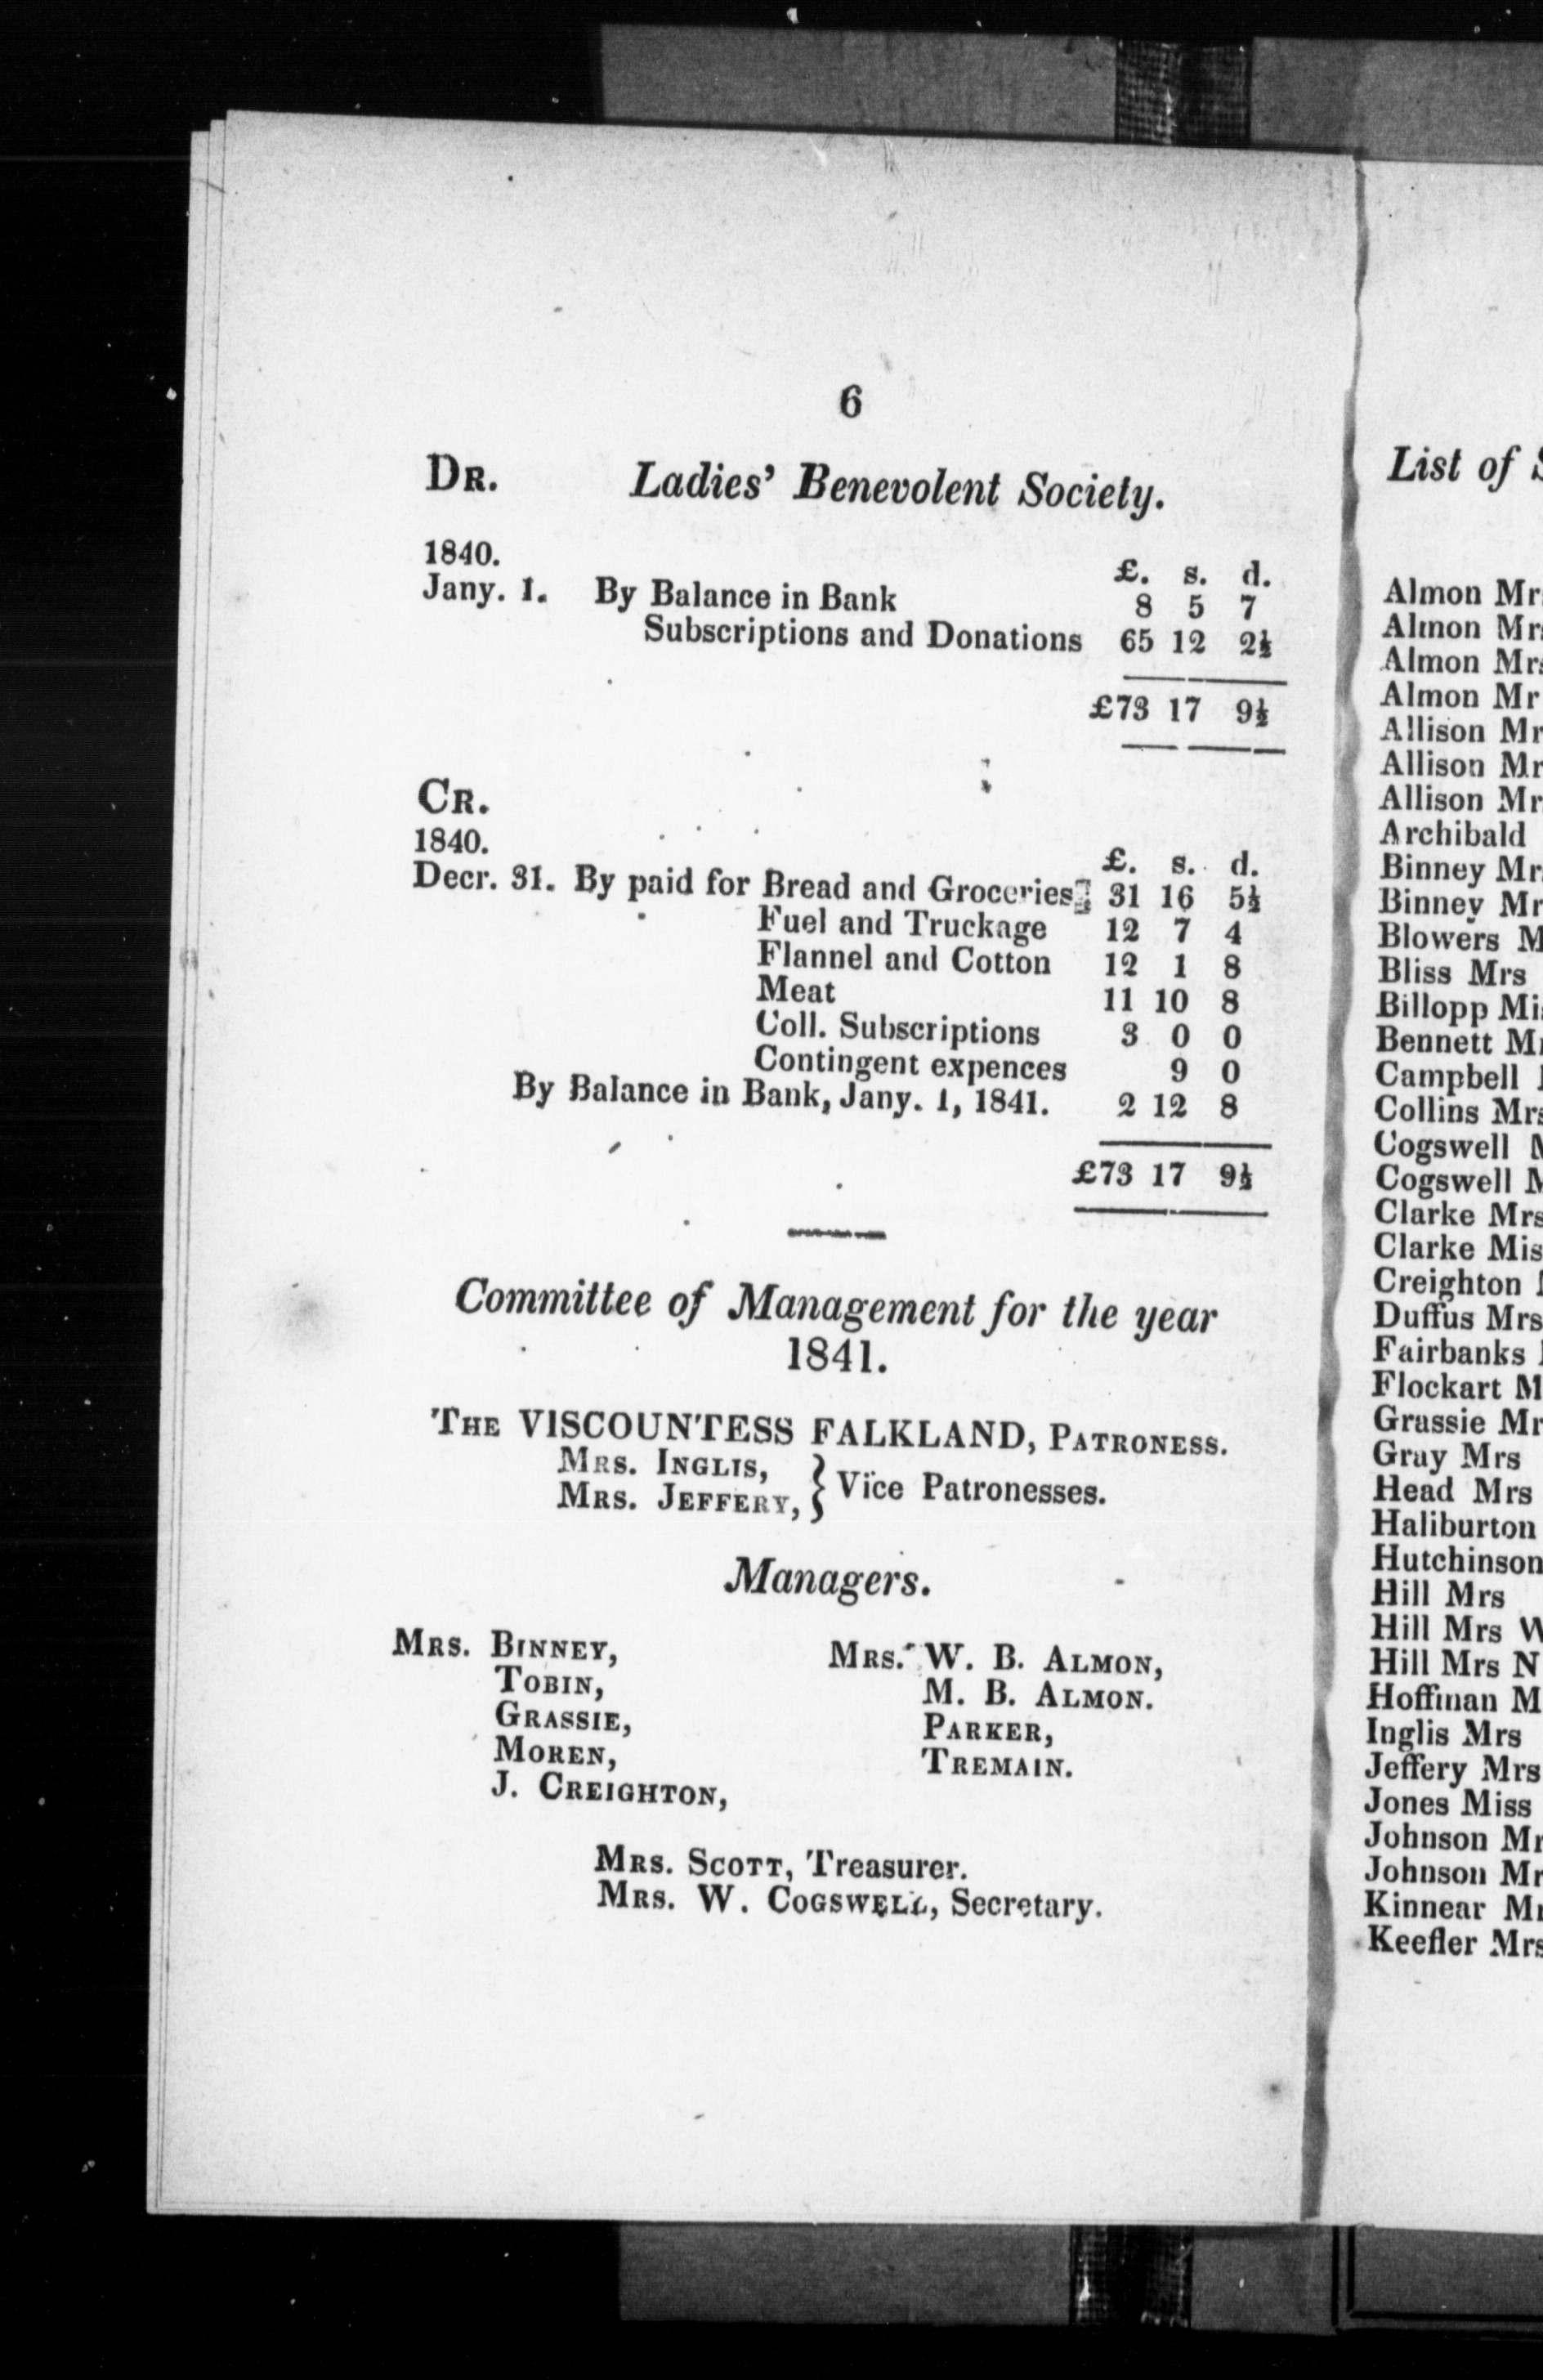 6
DR. Ladies' Benevolent Society.
1840.
£. s. d.
Jany. 1. By Balance in Bank 8 5 7
Subscriptions and Donations 65 12 2½
£73 17 9½
CR.
1840.
£. s. d.
Decr. 31. By paid for Bread and Groceries 31 16 5½
Fuel and Truckage 12 7 4
Flannel and Cotton 12 1 8
Meat 11 10 8
Coll. Subscriptions 3 0 0
Contingent expences 9 0
By Balance in Bank, Jany. 1, 1841. 2 12 8
£73 17 9½
Committee of Management for the year
1841.
THE VISCOUNTESS FALKLAND, PATRONESS.
MRS. INGLIS,
MRS. JEFFERY, } Vice Patronesses.
Managers.
MRS. BINNEY,
TOBIN,
GRASSIE,
MOREN,
J. CREIGHTON,
MRS. W. B. ALMON,
M. B. ALMON.
PARKER,
TREMAIN.
MRS. SCOTT, Treasurer.
MRS. W. COGSWELL, Secretary.
List of
Almon Mr
Almon Mr
Almon Mr
Almon Mr
Allison Mr
Allison Mr
Allison Mr
Archibald
Binney Mr
Binney Mr
Blowers M
Bliss Mrs
Billopp Mi
Bennett M
Campbell
Collins Mr
Cogswell
Cogswell
Clarke Mrs
Clarke Mis
Creighton
Duffus Mrs
Fairbanks
Flockart M
Grassie Mr
Gray Mrs
Head Mrs
Haliburton
Hutchinson
Hill Mrs
Hill Mrs W
Hill Mrs N
Hoffman M
Inglis Mrs
Jeffery Mrs
Jones Miss
Johnson Mr
Johnson Mr
Kinnear M
Keefler Mrs